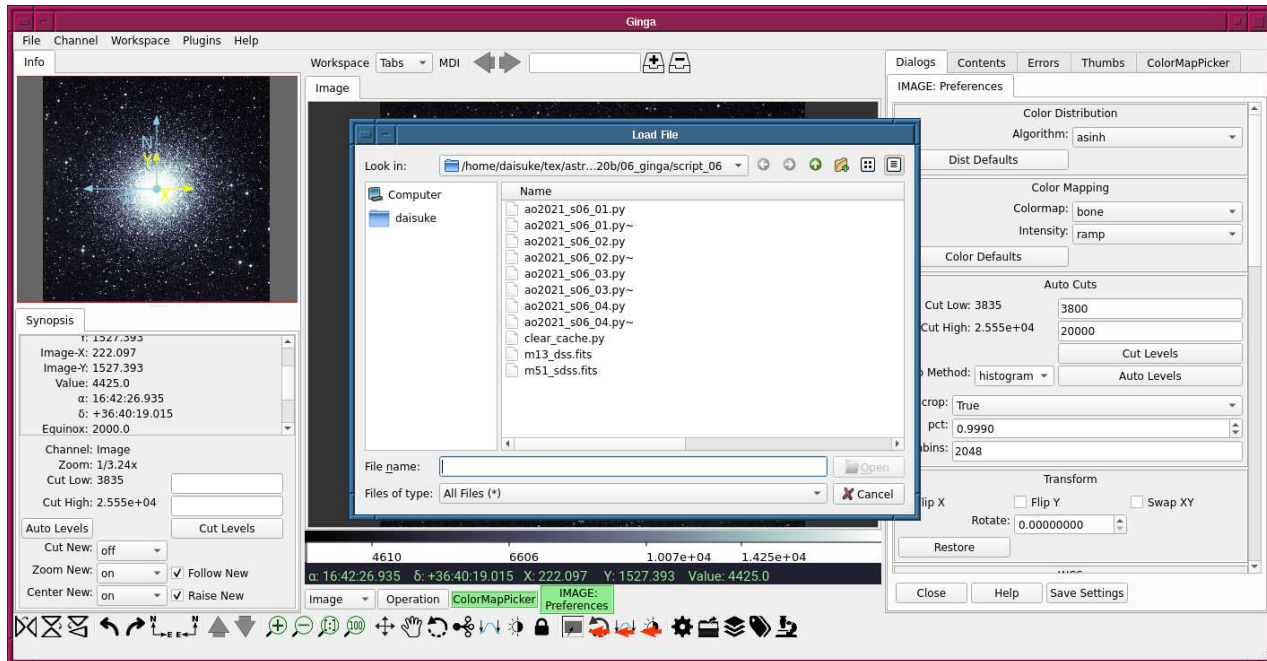 Ginga
File Channel Workspace Plugins Help
Info
Workspace Tabs MDI
Image
Dialogs Contents Errors Thumbs ColorMapPicker
IMAGE: Preferences
N
Y
X
Load File
Look in: /home/daisuke/tex/astr...20b/06_ginga/script_06
Computer
daisuke
Name
ao2021_s06_01.py
ao2021_s06_01.py~
ao2021_s06_02.py
ao2021_s06_02.py~
ao2021_s06_03.py
ao2021_s06_03.py~
ao2021_s06_04.py
ao2021_s06_04.py~
clear_cache.py
m13_dss.fits
m51_sdss.fits
File name: Open
Files of type: All Files (*) Cancel
Color Distribution
Algorithm: asinh
Dist Defaults
Color Mapping
Colormap: bone
Intensity: ramp
Color Defaults
Auto Cuts
Cut Low: 3835 3800
Cut High: 2.555e+04 20000
Cut Levels
Method: histogram Auto Levels
crop: True
pct: 0.9990
bins: 2048
Transform
lip X Flip Y Swap XY
Rotate: 0.00000000
Restore
Close Help Save Settings
Synopsis
Y: 1527.393
Image-X: 222.097
Image-Y: 1527.393
Value: 4425.0
α: 16:42:26.935
δ: +36:40:19.015
Equinox: 2000.0
Channel: Image
Zoom: 1/3.24x
Cut Low: 3835
Cut High: 2.555e+04
Auto Levels Cut Levels
Cut New: off
Zoom New: on Follow New
Center New: on Raise New
4610 6606 1.007e+04 1.425e+04
α: 16:42:26.935 δ: +36:40:19.015 X: 222.097 Y: 1527.393 Value: 4425.0
Image Operation ColorMapPicker IMAGE:
Preferences
N E E N
1:1 100